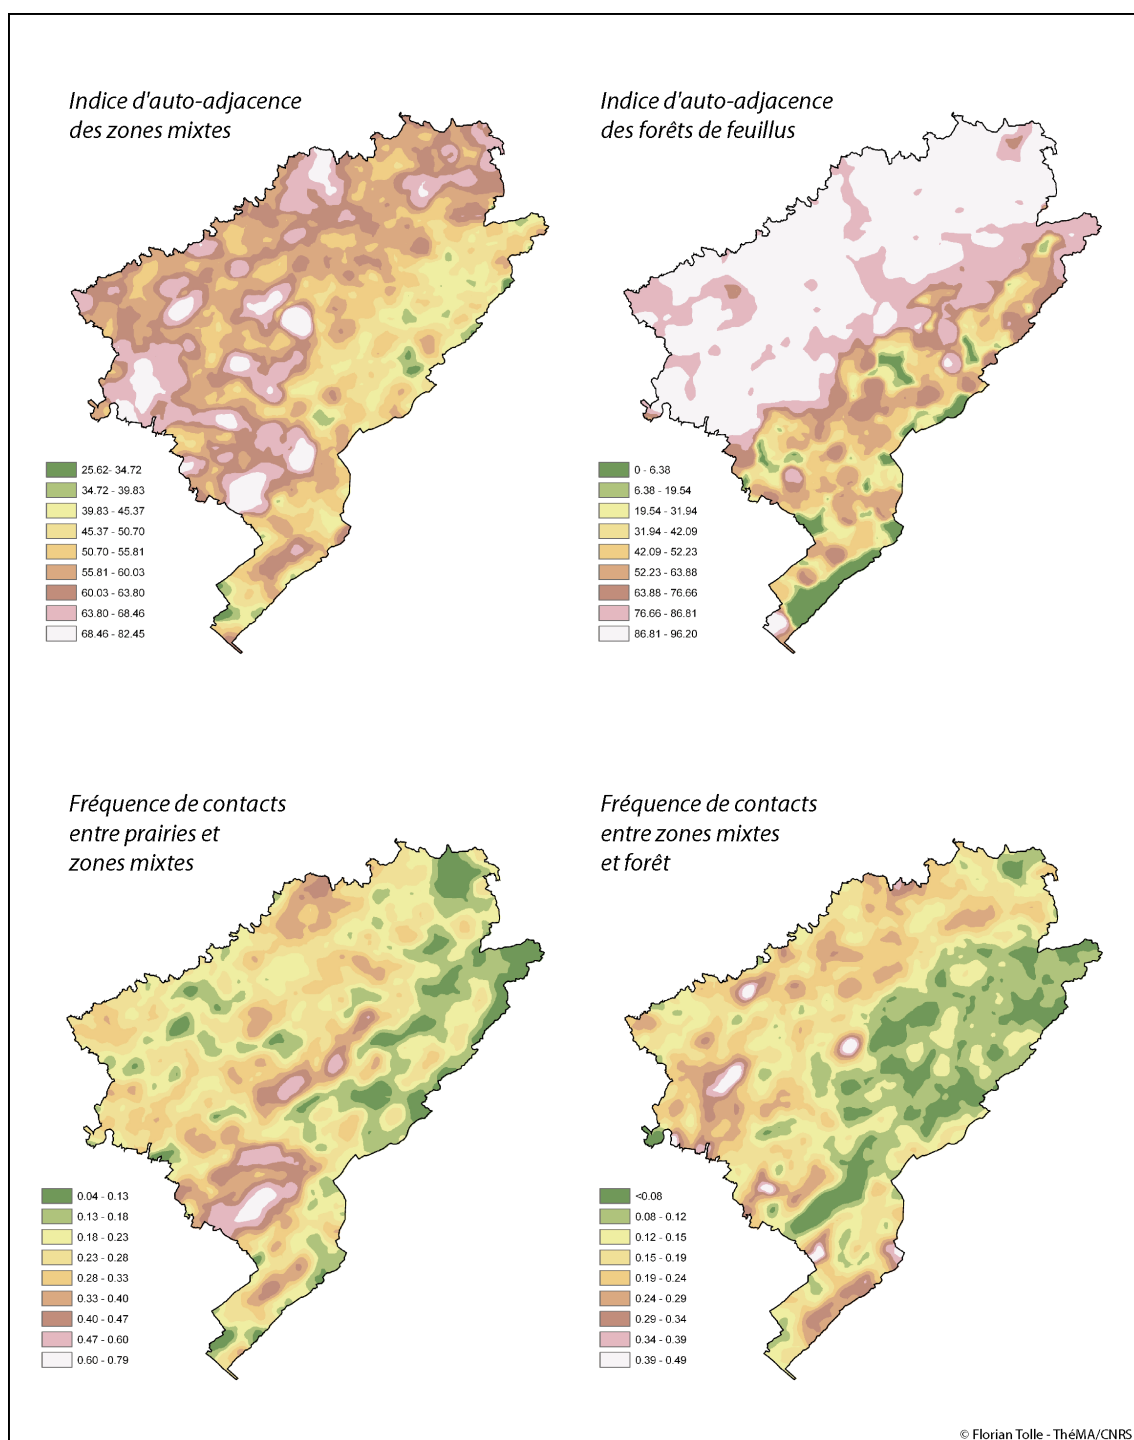 Indice d'auto-adjacence
des zones mixtes
25.62- 34.72
34.72 - 39.83
39.83 - 45.37
45.37 - 50.70
50.70 - 55.81
55.81 - 60.03
60.03 - 63.80
63.80 - 68.46
68.46 - 82.45
Indice d'auto-adjacence
des forêts de feuillus
0 - 6.38
6.38 - 19.54
19.54 - 31.94
31.94 - 42.09
42.09 - 52.23
52.23 - 63.88
63.88 - 76.66
76.66 - 86.81
86.81 - 96.20
Fréquence de contacts
entre prairies et
zones mixtes
0.04 - 0.13
0.13 - 0.18
0.18 - 0.23
0.23 - 0.28
0.28 - 0.33
0.33 - 0.40
0.40 - 0.47
0.47 - 0.60
0.60 - 0.79
Fréquence de contacts
entre zones mixtes
et forêt
<0.08
0.08 - 0.12
0.12 - 0.15
0.15 - 0.19
0.19 - 0.24
0.24 - 0.29
0.29 - 0.34
0.34 - 0.39
0.39 - 0.49
© Florian Tolle - ThéMA/CNRS